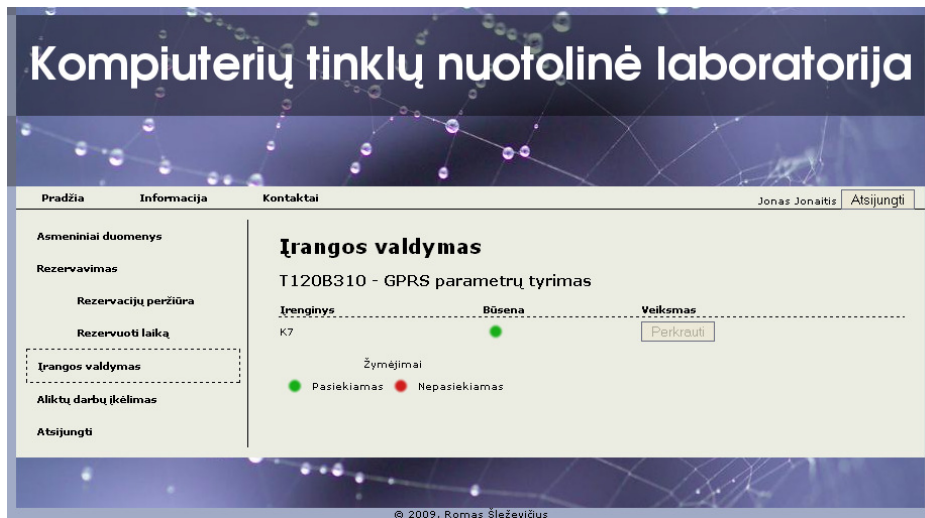 Kompiuterių tinklų nuotolinė laboratorija
Pradžia Informacija Kontaktai Jonas Jonaitis Atsijungti
Asmeniniai duomenys
Rezervavimas
Rezervacijų peržiūra
Rezervuoti laiką
Įrangos valdymas
Aliktų darbų įkėlimas
Atsijungti
Įrangos valdymas
T120B310 - GPRS parametrų tyrimas
Įrenginys Būsena Veiksmas
K7 Perkrauti
Žymėjimai
Pasiekiamas Nepasiekiamas
© 2009. Romas Šleževičius